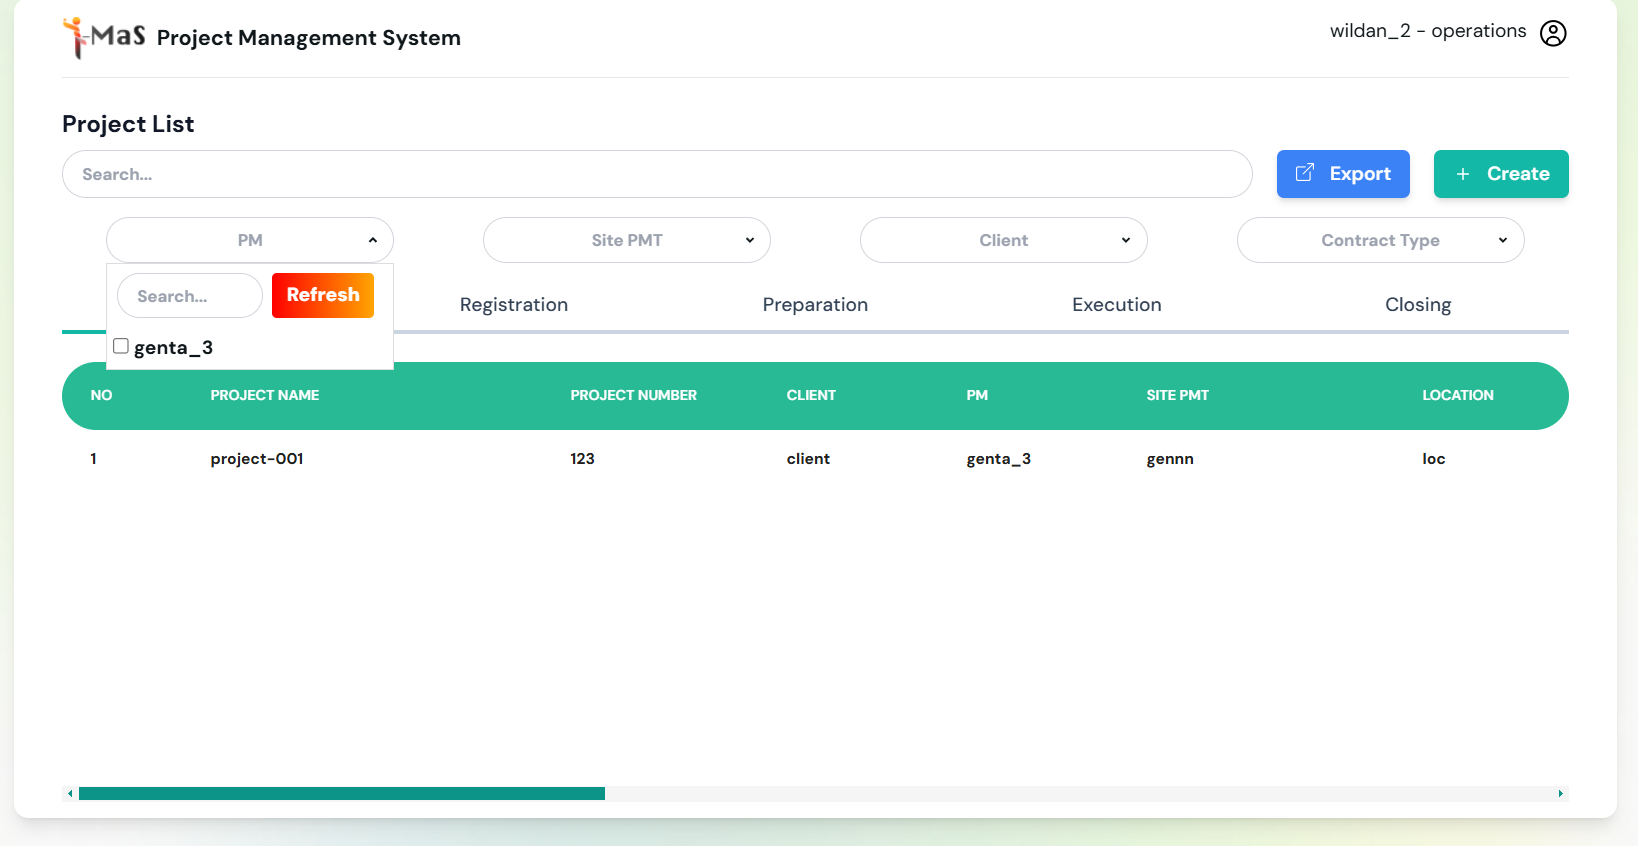 i-MaS Project Management System
wildan_2 - operations
Project List
Search...
Export
+ Create
PM
Site PMT
Client
Contract Type
Search...
Refresh
genta_3
Registration
Preparation
Execution
Closing
NO PROJECT NAME PROJECT NUMBER CLIENT PM SITE PMT LOCATION
1 project-001 123 client genta_3 gennn loc